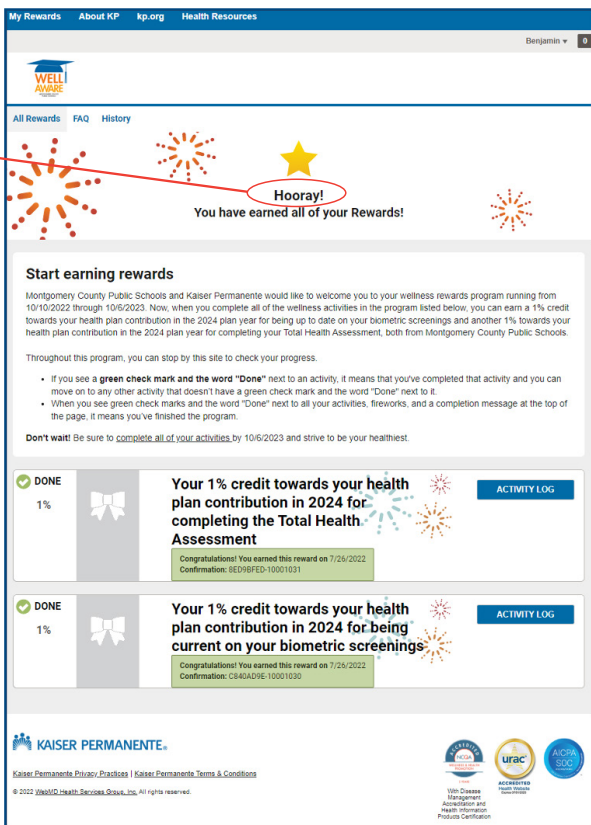 My Rewards About KP kp.org Health Resources
Benjamin 0
WELL
AWARE
All Rewards FAQ History
Hooray!
You have earned all of your Rewards!
Start earning rewards
Montgomery County Public Schools and Kaiser Permanente would like to welcome you to your wellness rewards program running from
10/10/2022 through 10/6/2023. Now, when you complete all of the wellness activities in the program listed below, you can earn a 1% credit
towards your health plan contribution in the 2024 plan year for being up to date on your biometric screenings and another 1% towards your
health plan contribution in the 2024 plan year for completing your Total Health Assessment, both from Montgomery County Public Schools.
Throughout this program, you can stop by this site to check your progress.
• If you see a green check mark and the word "Done" next to an activity, it means that you've completed that activity and you can
move on to any other activity that doesn't have a green check mark and the word "Done" next to it.
• When you see green check marks and the word "Done" next to all your activities, fireworks, and a completion message at the top of
the page, it means you've finished the program.
Don't wait! Be sure to complete all of your activities by 10/6/2023 and strive to be your healthiest.
DONE
1%
Your 1% credit towards your health
plan contribution in 2024 for
completing the Total Health
Assessment
Congratulations! You earned this reward on 7/26/2022
Confirmation: 8ED9BFED-10001031
ACTIVITY LOG
DONE
1%
Your 1% credit towards your health
plan contribution in 2024 for being
current on your biometric screenings
Congratulations! You earned this reward on 7/26/2022
Confirmation: C840AD9E-10001030
ACTIVITY LOG
KAISER PERMANENTE®
Kaiser Permanente Privacy Practices | Kaiser Permanente Terms & Conditions
© 2022 WebMD Health Services Group, Inc. All rights reserved.
ACCREDITED
NCQA
With Disease
Management
Accreditation and
Health Information
Products Certification
urac
ACCREDITED
Health Website
AICPA
SOC